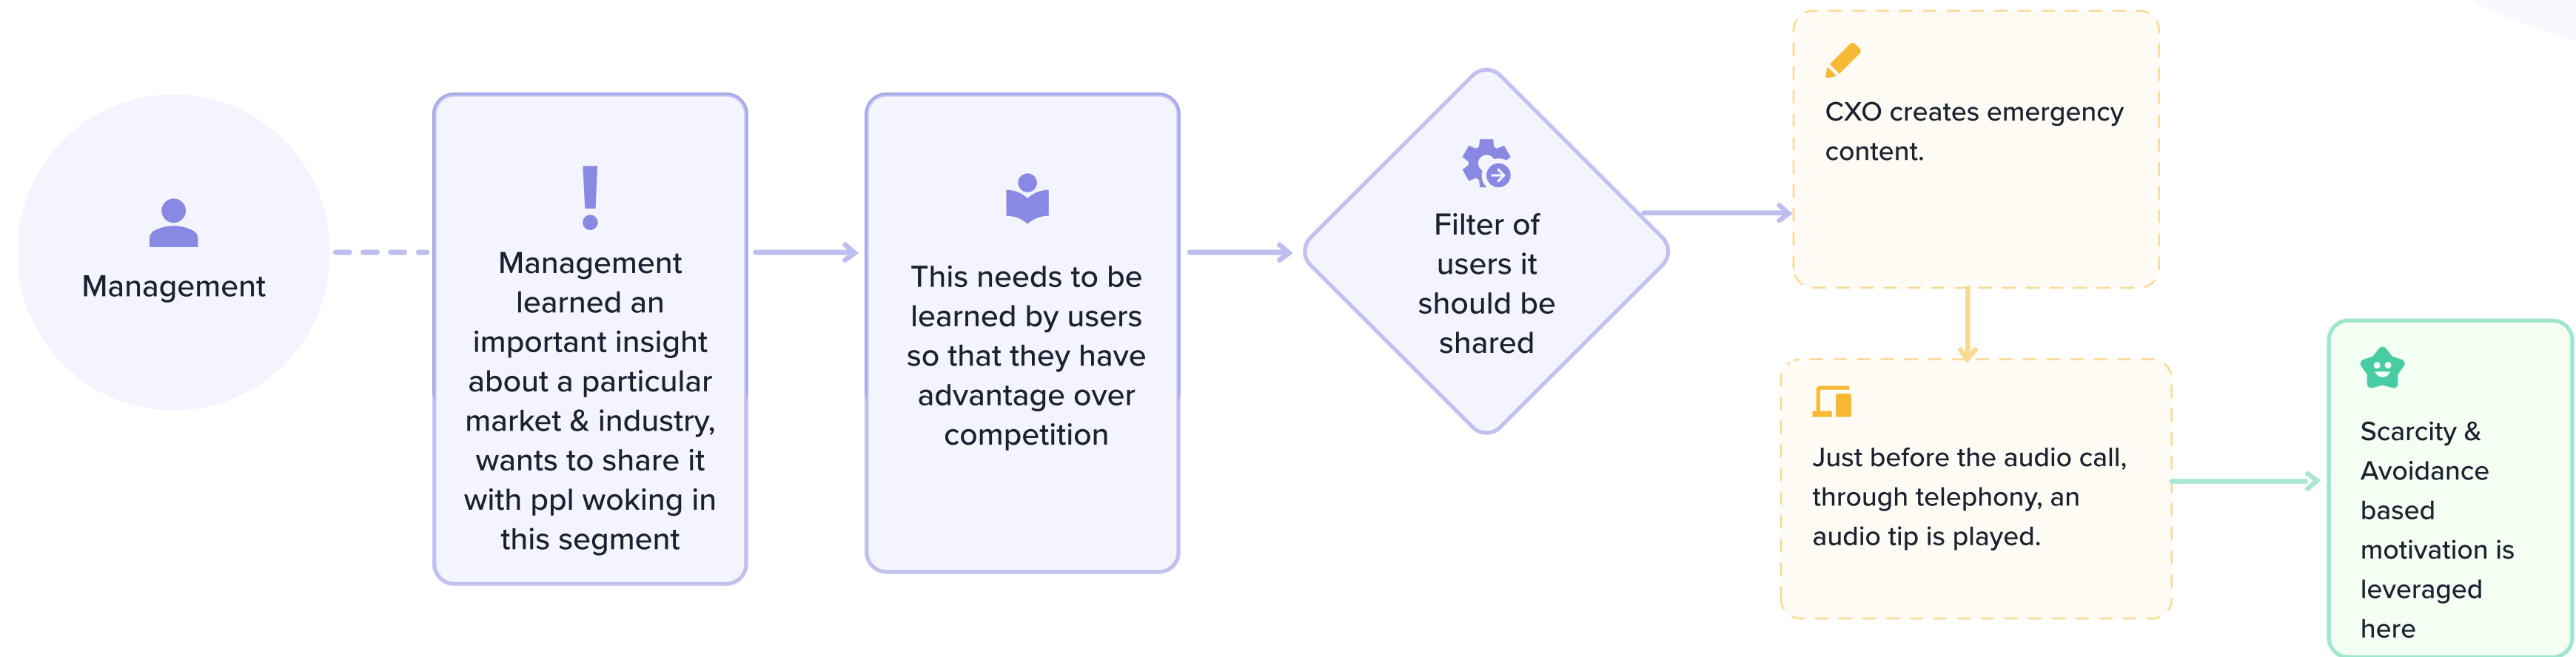 Management
Management
learned an
important insight
about a particular
market & industry,
wants to share it
with ppl woking in
this segment
This needs to be
learned by users
so that they have
advantage over
competition
Filter of
users it
should be
shared
CXO creates emergency
content.
Just before the audio call,
through telephony, an
audio tip is played.
Scarcity &
Avoidance
based
motivation is
leveraged
here